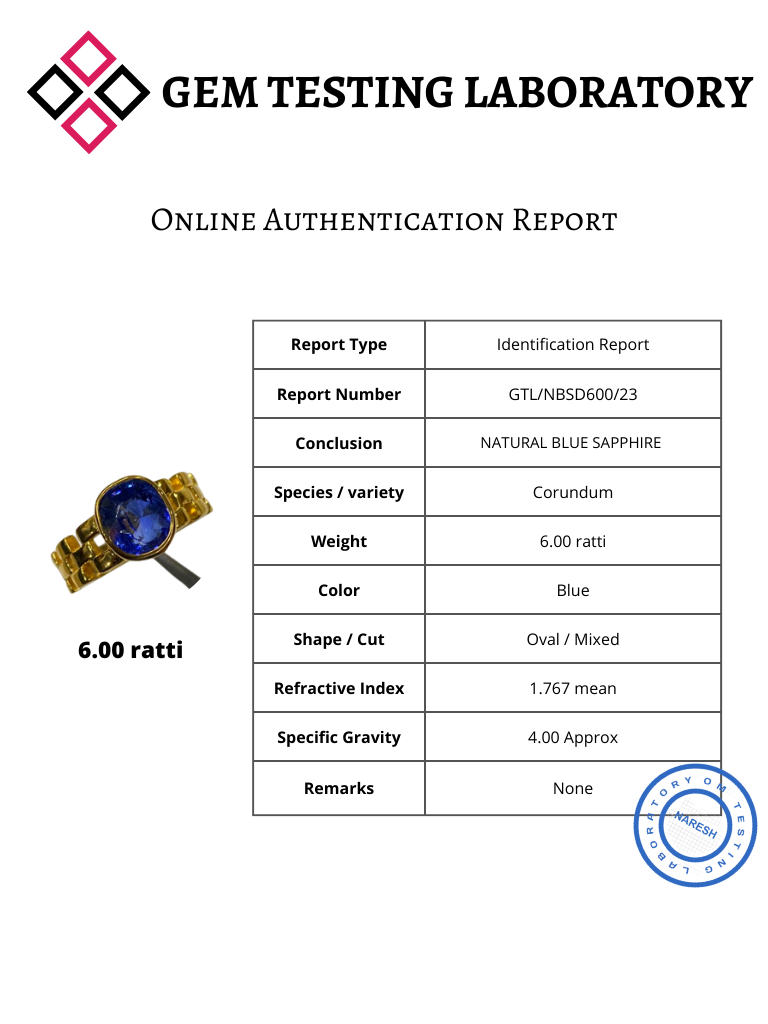 GEM TESTING LABORATORY
Online Authentication Report
Report Type Identification Report
Report Number GTL/NBSD600/23
Conclusion NATURAL BLUE SAPPHIRE
Species / variety Corundum
Weight 6.00 ratti
Color Blue
Shape / Cut Oval / Mixed
6.00 ratti
Refractive Index 1.767 mean
Specific Gravity 4.00 Approx
Remarks None
OM TESTING LABORATORY
NARESH